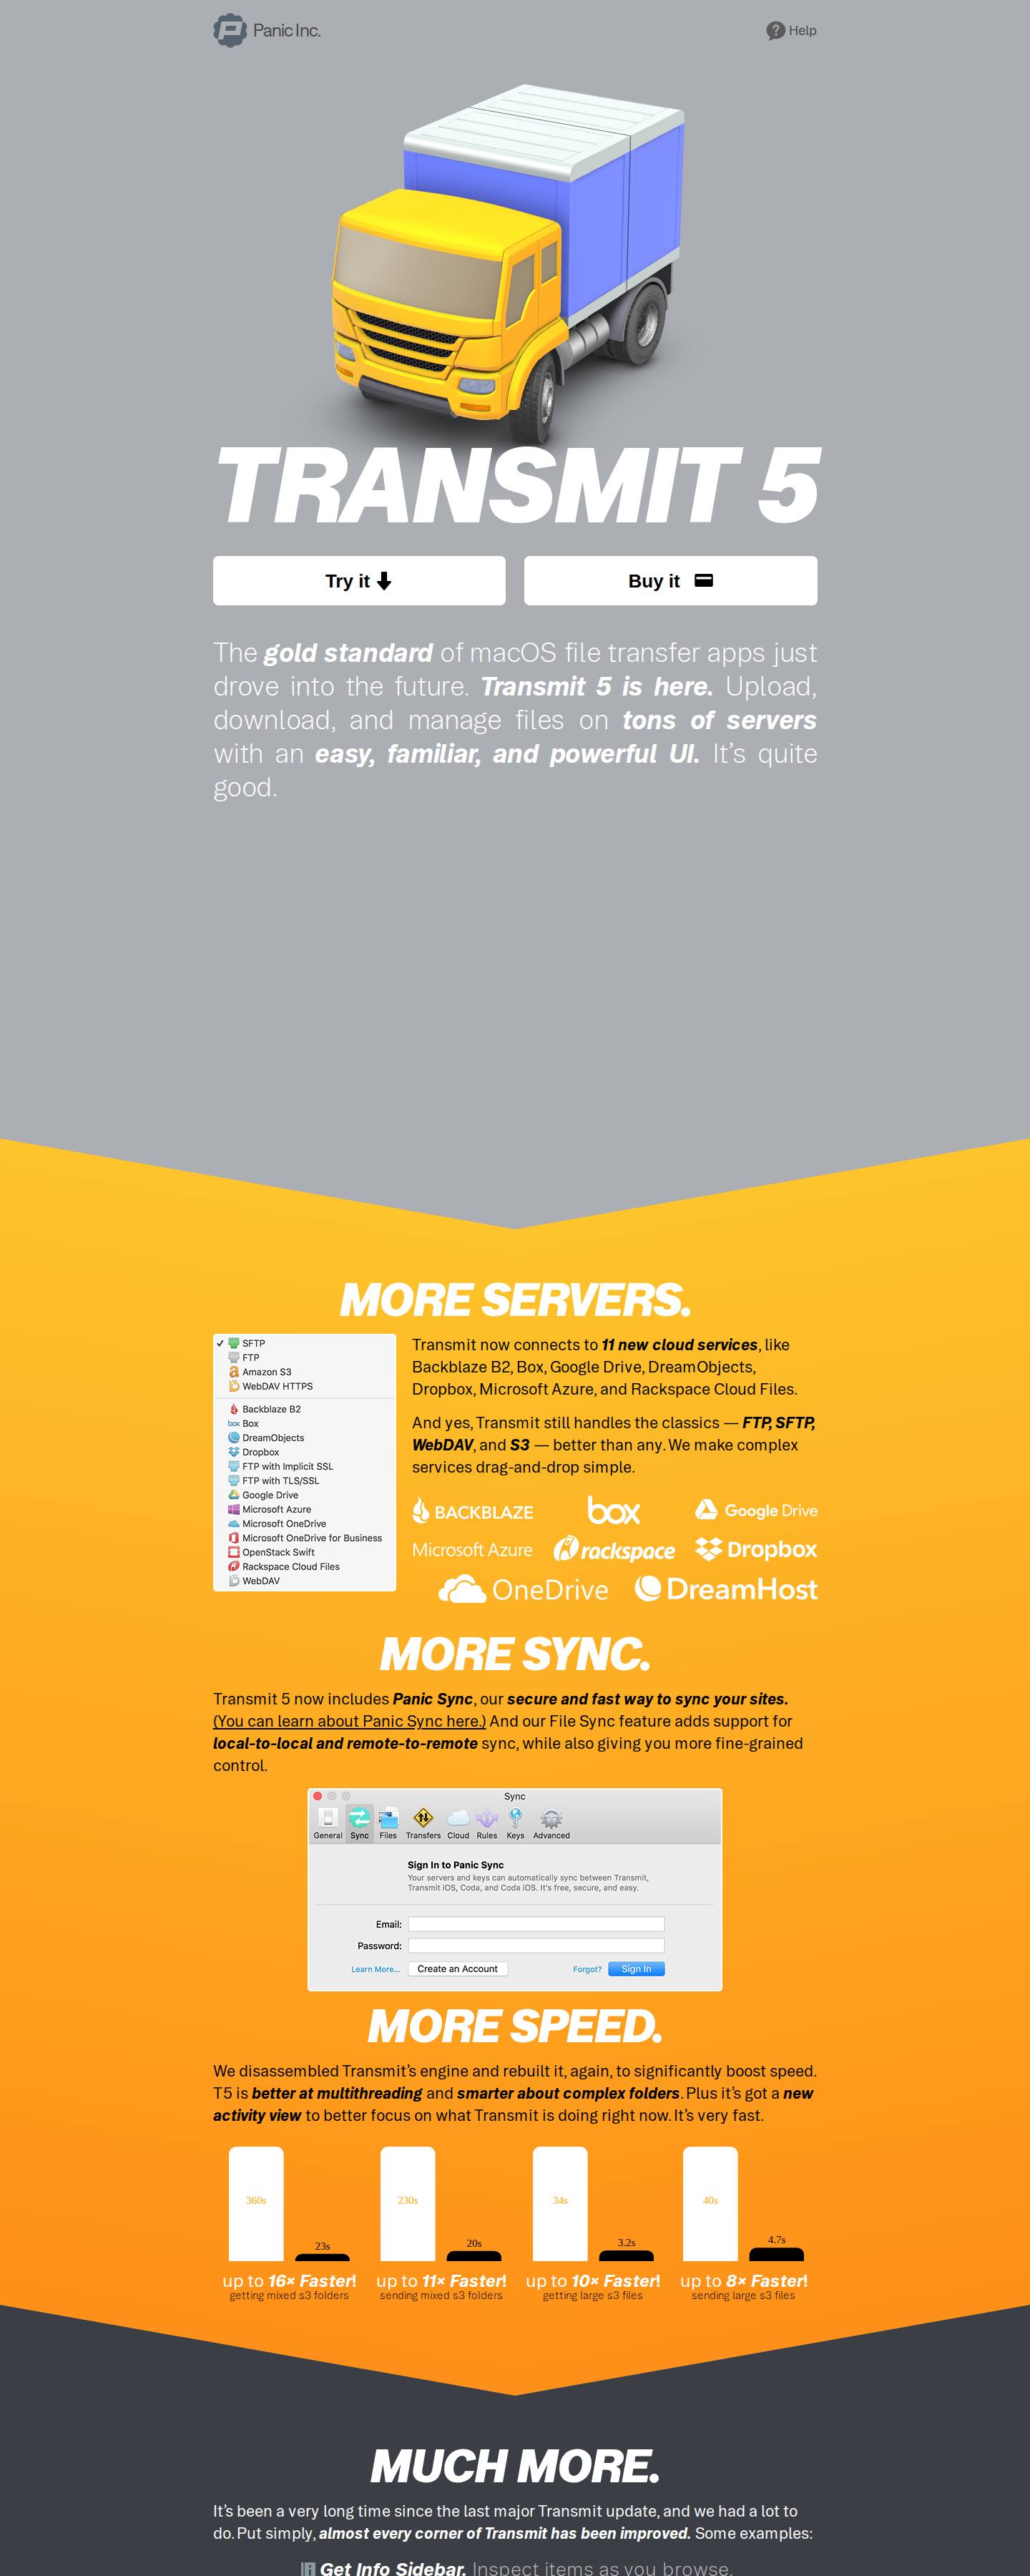 Panic Inc.
Help
TRANSMIT 5
Try it
Buy it
The gold standard of macOS file transfer apps just
drove into the future. Transmit 5 is here. Upload,
download, and manage files on tons of servers
with an easy, familiar, and powerful UI. It’s quite
good.
MORE SERVERS.
SFTP
FTP
Amazon S3
WebDAV HTTPS
Backblaze B2
box Box
DreamObjects
Dropbox
FTP with Implicit SSL
FTP with TLS/SSL
Google Drive
Microsoft Azure
Microsoft OneDrive
Microsoft OneDrive for Business
OpenStack Swift
Rackspace Cloud Files
WebDAV
Transmit now connects to 11 new cloud services, like
Backblaze B2, Box, Google Drive, DreamObjects,
Dropbox, Microsoft Azure, and Rackspace Cloud Files.
And yes, Transmit still handles the classics — FTP, SFTP,
WebDAV, and S3 — better than any. We make complex
services drag-and-drop simple.
BACKBLAZE box Google Drive
Microsoft Azure rackspace Dropbox
OneDrive DreamHost
MORE SYNC.
Transmit 5 now includes Panic Sync, our secure and fast way to sync your sites.
(You can learn about Panic Sync here.) And our File Sync feature adds support for
local-to-local and remote-to-remote sync, while also giving you more fine-grained
control.
Sync
General Sync Files Transfers Cloud Rules Keys Advanced
Sign In to Panic Sync
Your servers and keys can automatically sync between Transmit,
Transmit iOS, Coda, and Coda iOS. It's free, secure, and easy.
Email:
Password:
Learn More... Create an Account Forgot? Sign In
MORE SPEED.
We disassembled Transmit’s engine and rebuilt it, again, to significantly boost speed.
T5 is better at multithreading and smarter about complex folders. Plus it’s got a new
activity view to better focus on what Transmit is doing right now. It’s very fast.
360s 23s 230s 20s 34s 3.2s 40s 4.7s
up to 16× Faster! up to 11× Faster! up to 10× Faster! up to 8× Faster!
getting mixed s3 folders sending mixed s3 folders getting large s3 files sending large s3 files
MUCH MORE.
It’s been a very long time since the last major Transmit update, and we had a lot to
do. Put simply, almost every corner of Transmit has been improved. Some examples:
Get Info Sidebar. Inspect items as you browse.